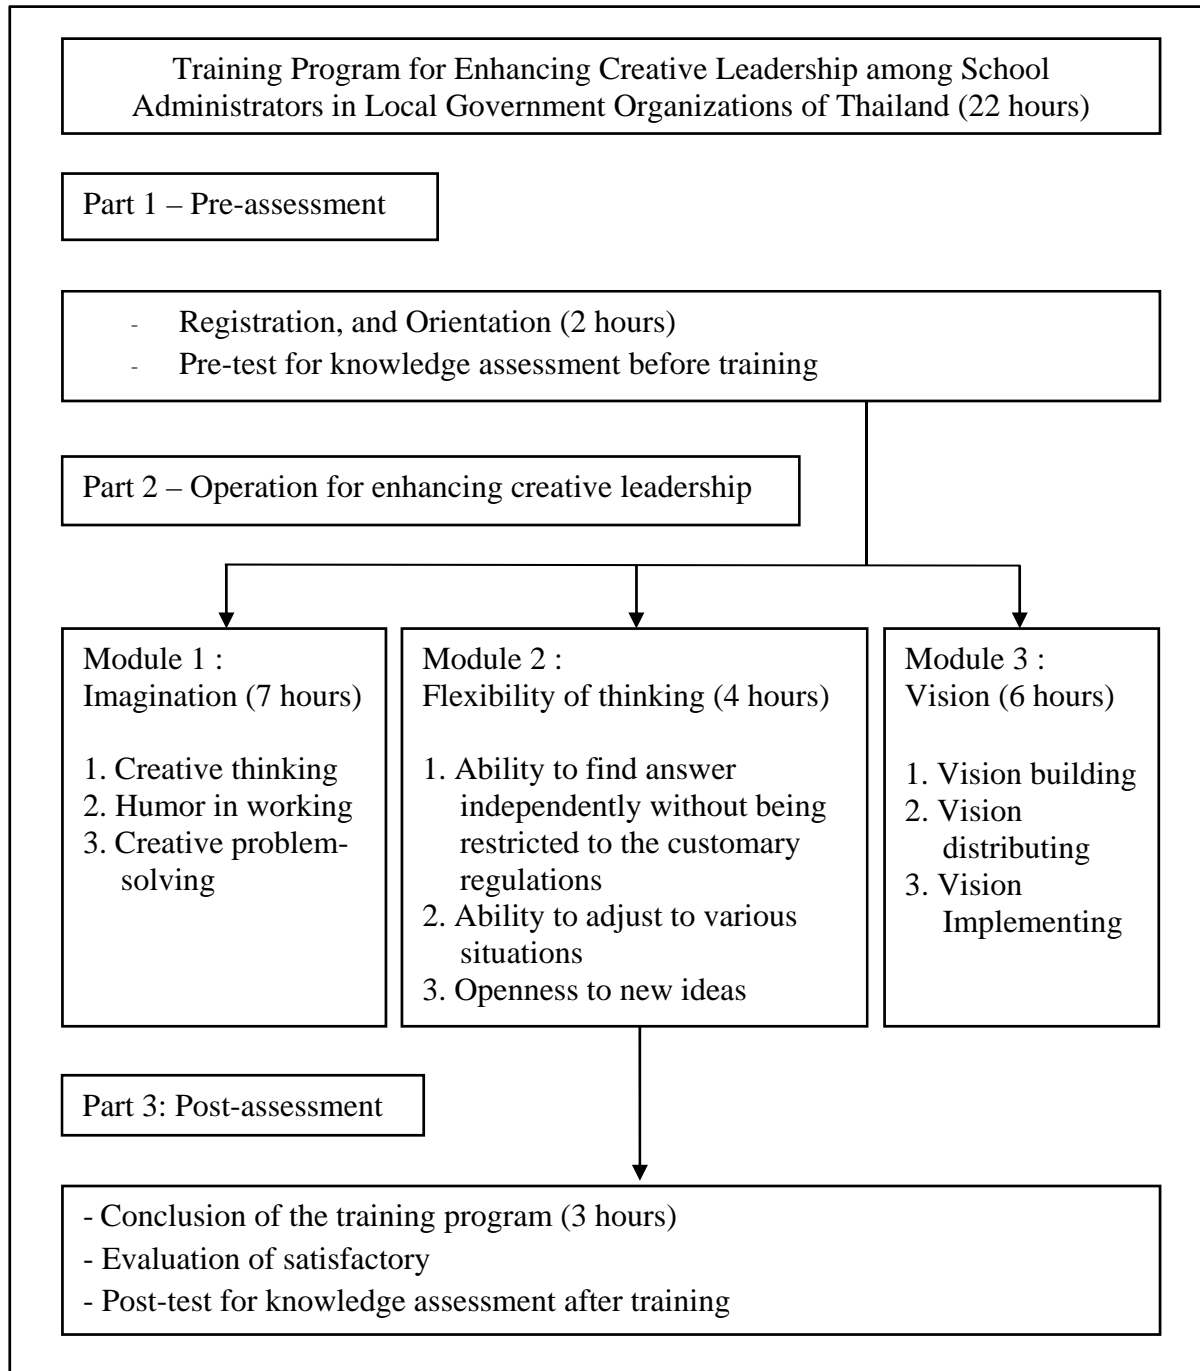 Training Program for Enhancing Creative Leadership among School
Administrators in Local Government Organizations of Thailand (22 hours)
Part 1 – Pre-assessment
- Registration, and Orientation (2 hours)
- Pre-test for knowledge assessment before training
Part 2 – Operation for enhancing creative leadership
Module 1 :
Imagination (7 hours)
1. Creative thinking
2. Humor in working
3. Creative problem-
solving
Module 2 :
Flexibility of thinking (4 hours)
1. Ability to find answer
independently without being
restricted to the customary
regulations
2. Ability to adjust to various
situations
3. Openness to new ideas
Module 3 :
Vision (6 hours)
1. Vision building
2. Vision
distributing
3. Vision
Implementing
Part 3: Post-assessment
- Conclusion of the training program (3 hours)
- Evaluation of satisfactory
- Post-test for knowledge assessment after training